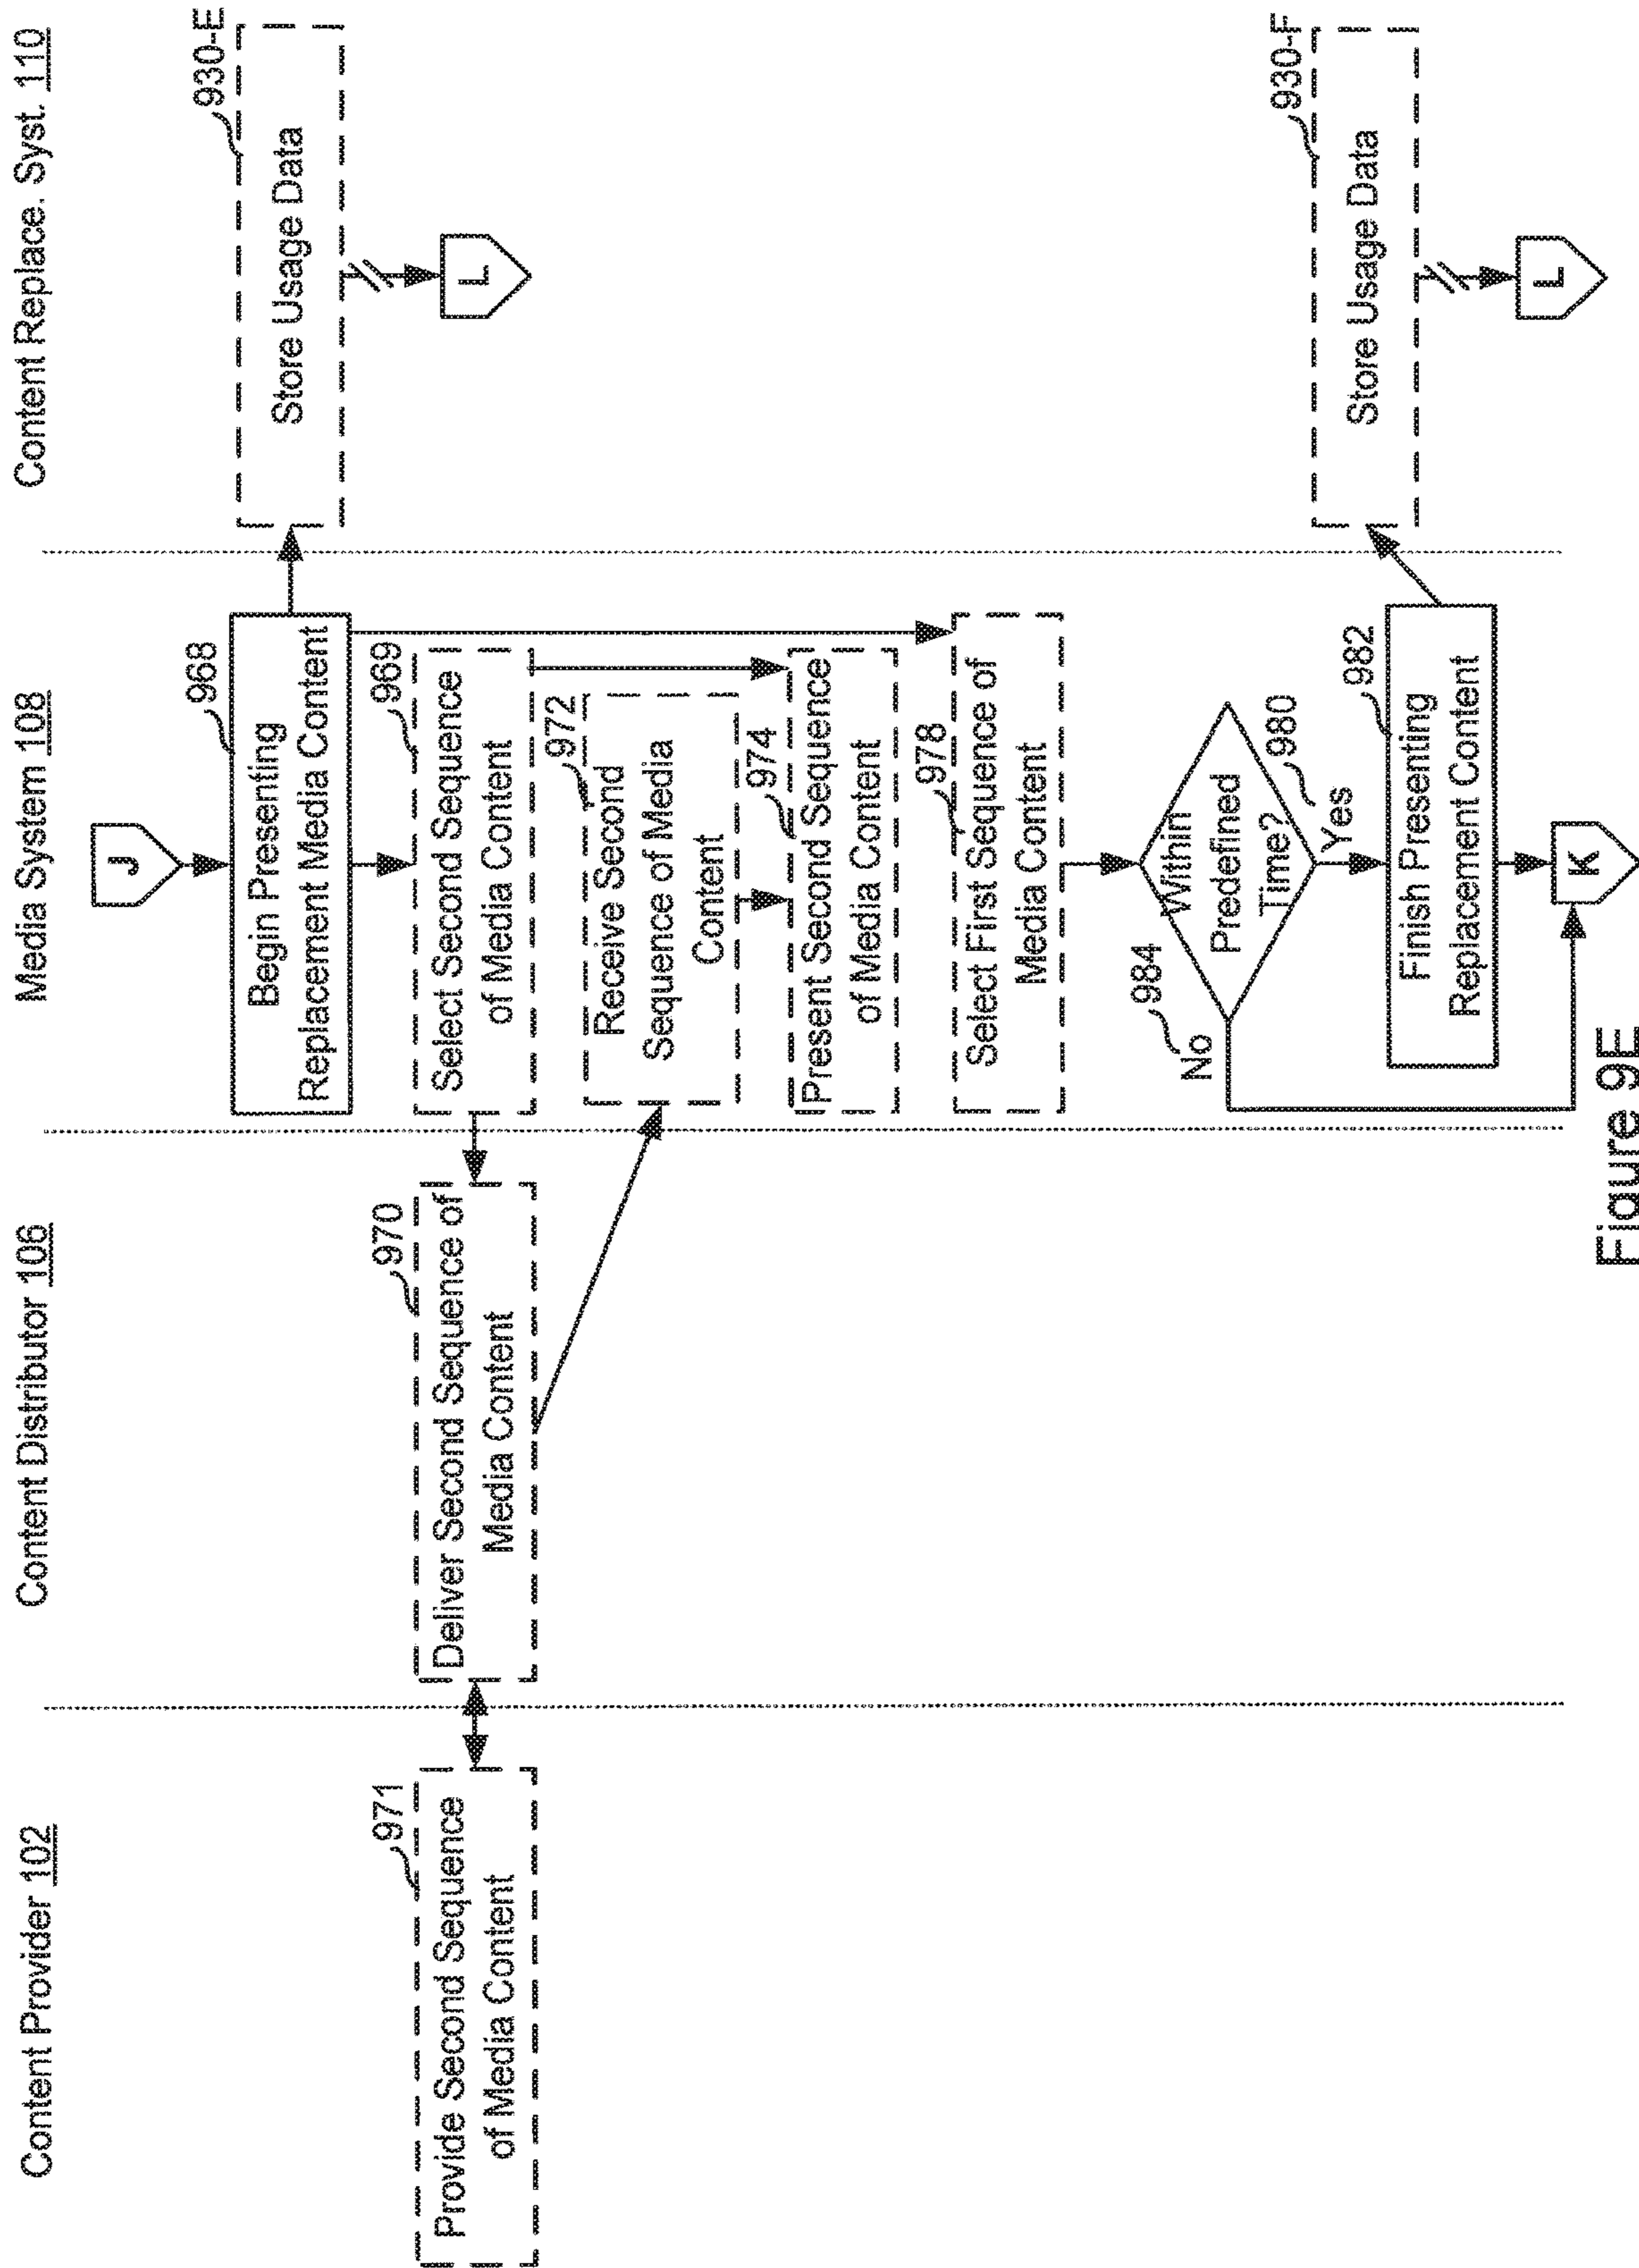 Content Provider 102
Content Distributor 106
Media System 108
Content Replace. Syst. 110
J
968
Begin Presenting
Replacement Media Content
930-E
Store Usage Data
L
971
Provide Second Sequence
of Media Content
970
Deliver Second Sequence of
Media Content
969
Select Second Sequence
of Media Content
972
Receive Second
Sequence of Media
Content
974
Present Second Sequence
of Media Content
978
Select First Sequence of
Media Content
Within
Predefined
Time?
984
No
980
Yes
982
Finish Presenting
Replacement Content
930-F
Store Usage Data
L
K
Figure 9E